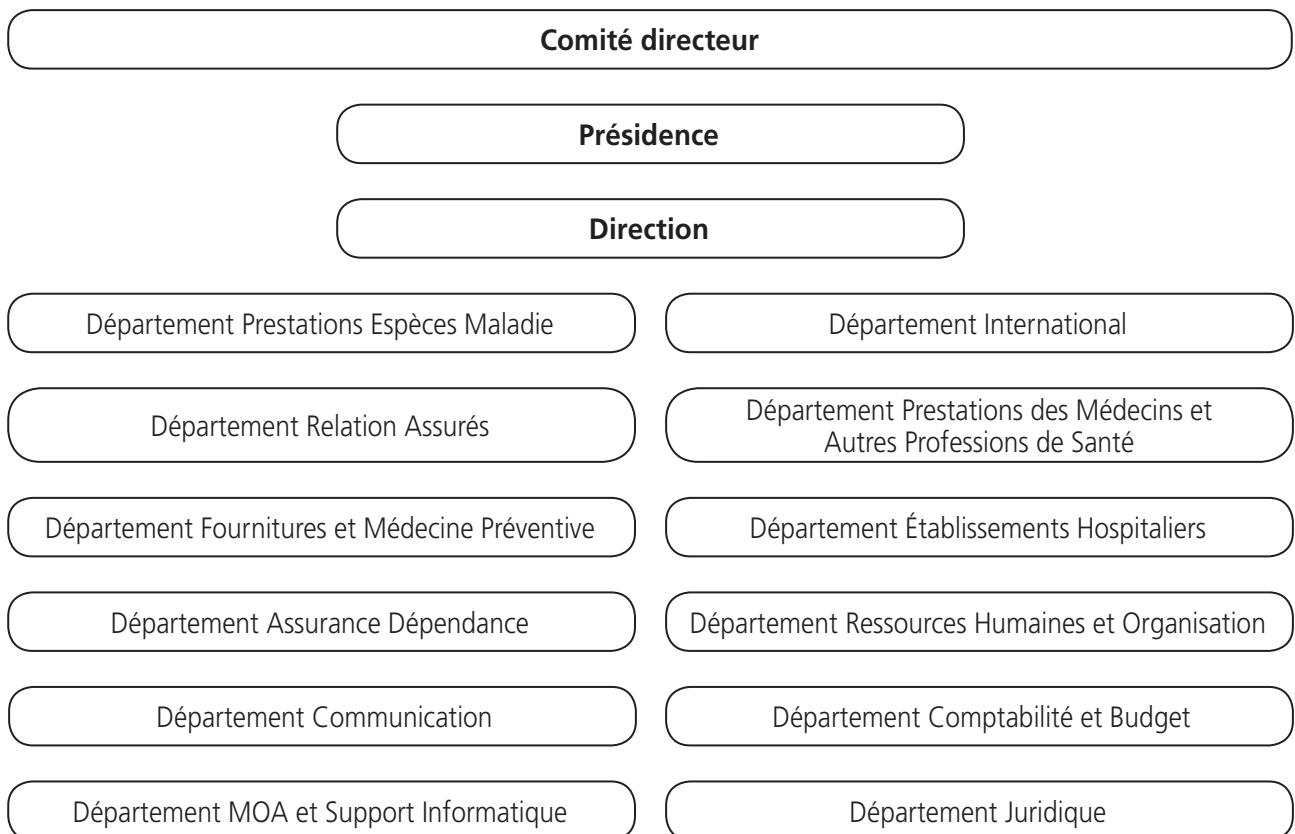 Comité directeur
Présidence
Direction
Département Prestations Espèces Maladie
Département International
Département Relation Assurés
Département Prestations des Médecins et
Autres Professions de Santé
Département Fournitures et Médecine Préventive
Département Établissements Hospitaliers
Département Assurance Dépendance
Département Ressources Humaines et Organisation
Département Communication
Département Comptabilité et Budget
Département MOA et Support Informatique
Département Juridique